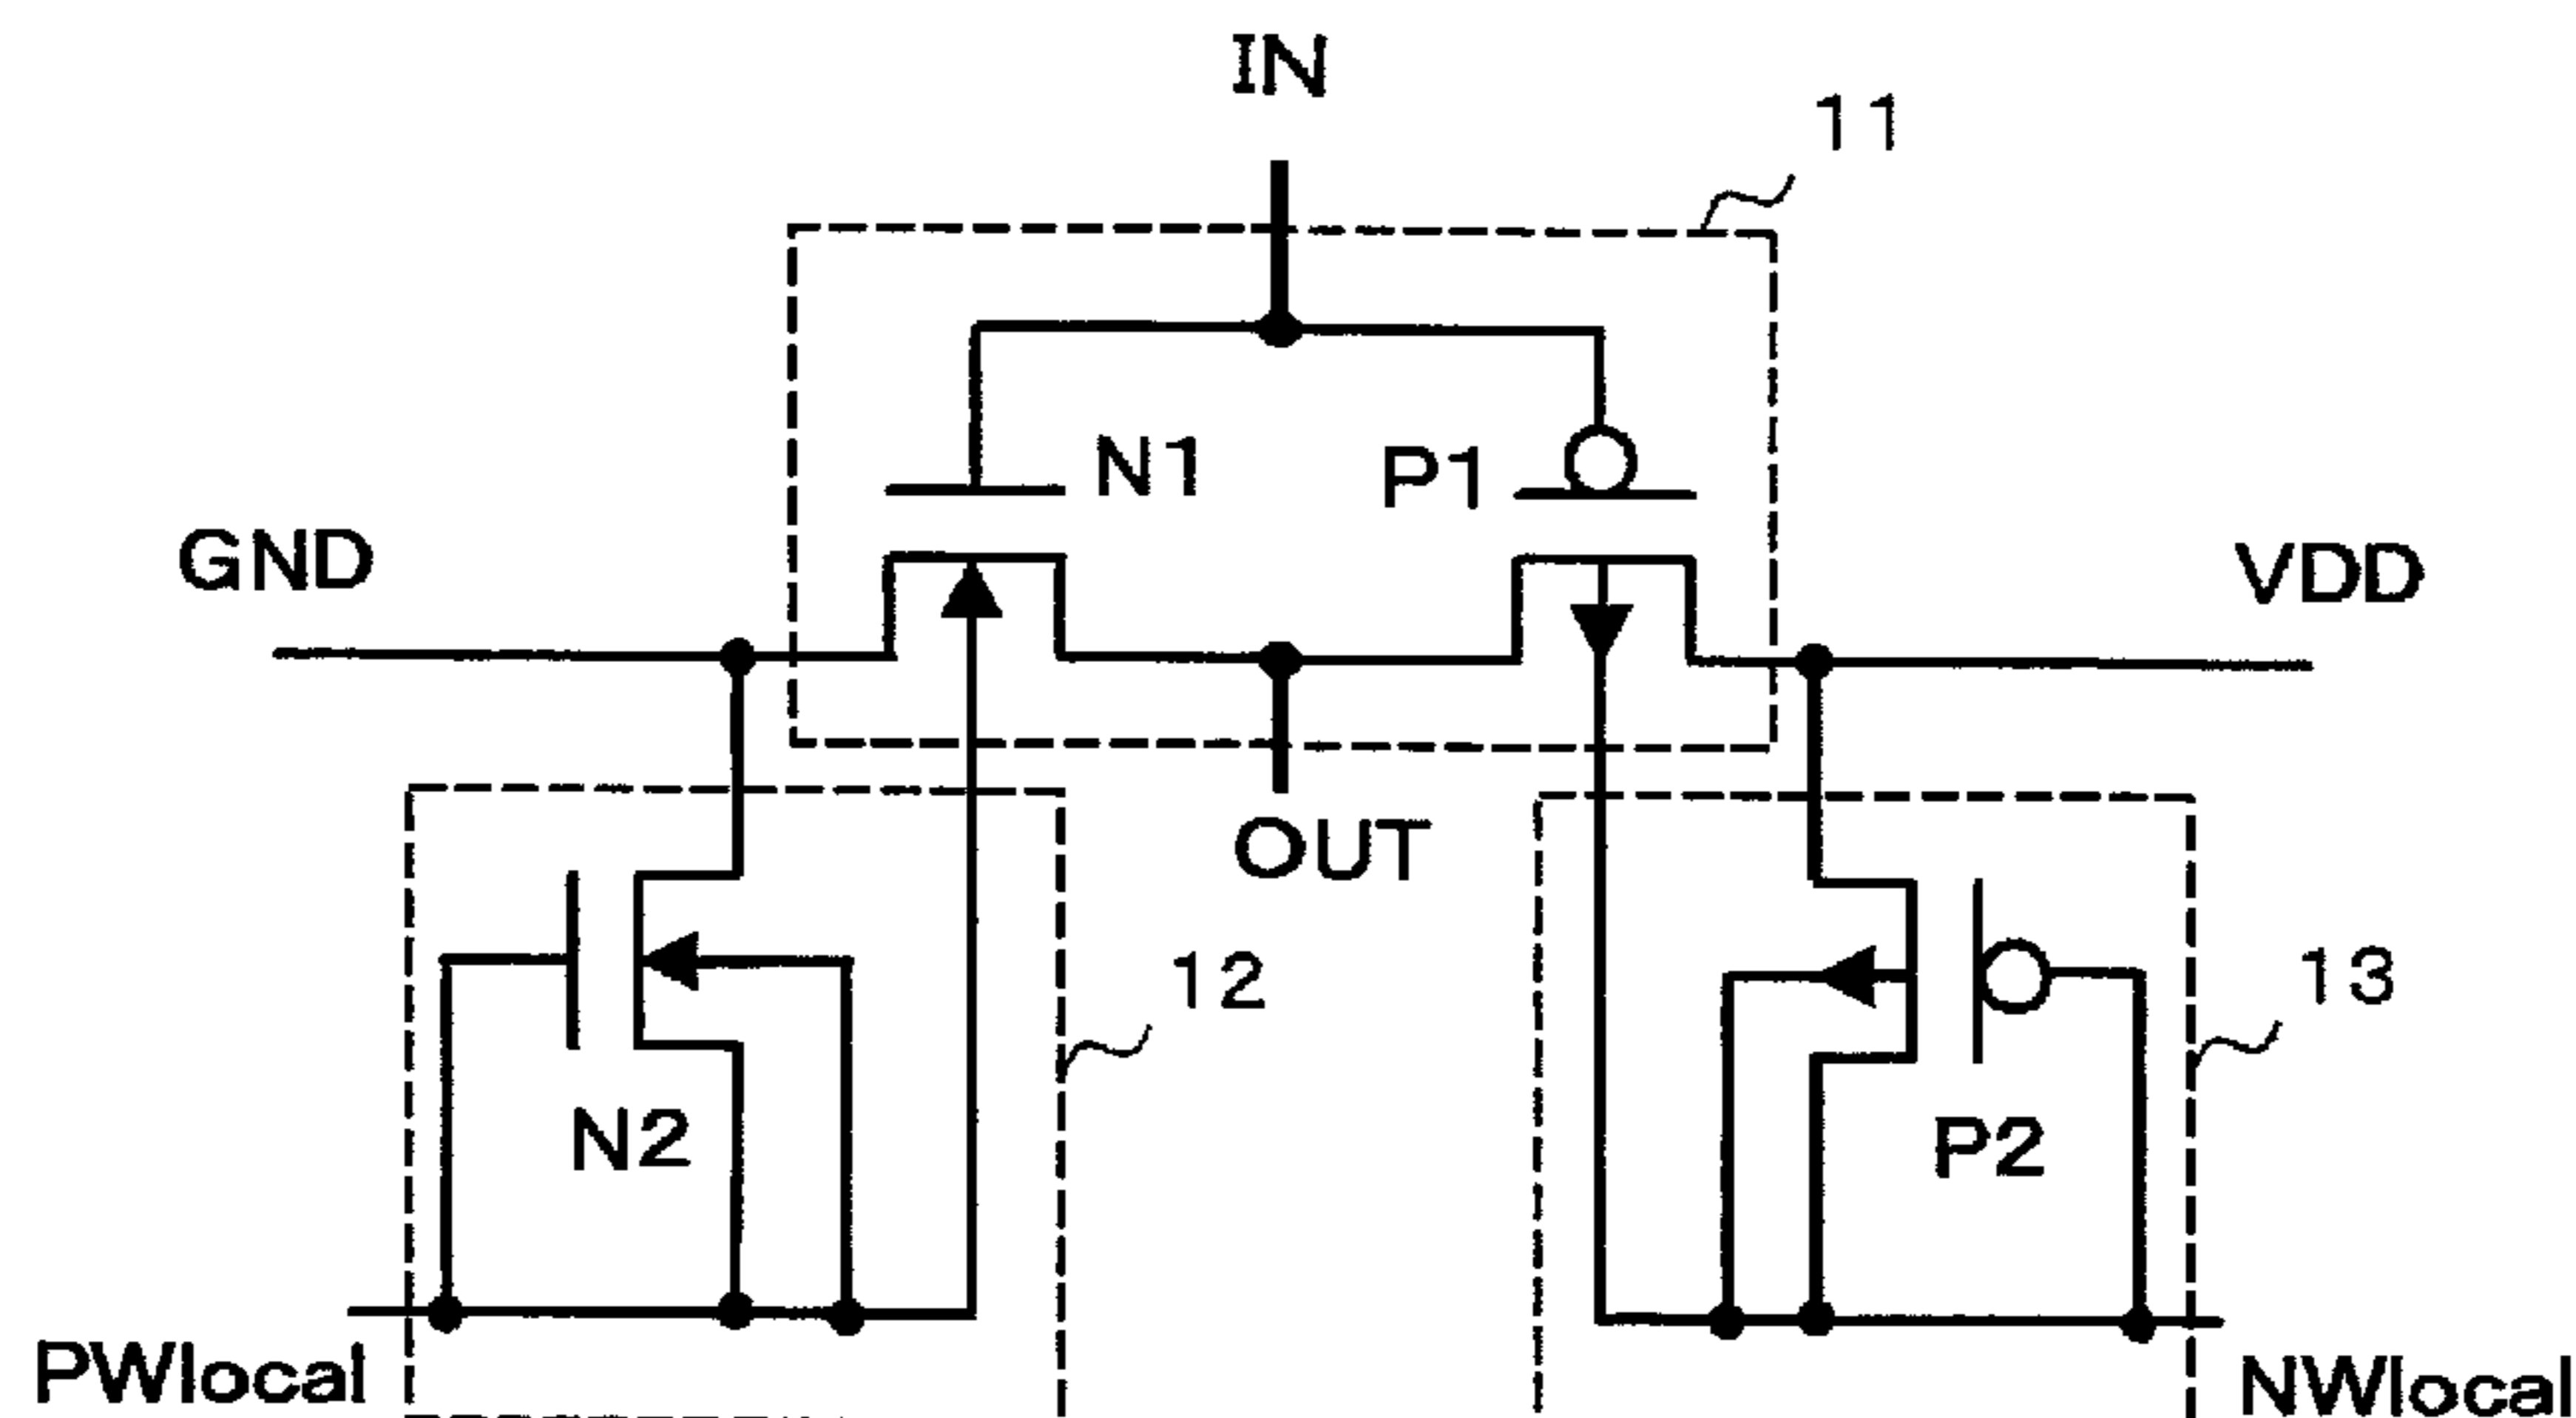 IN
11
N1
P1
GND
VDD
OUT
12
13
N2
P2
PWlocal
NWlocal